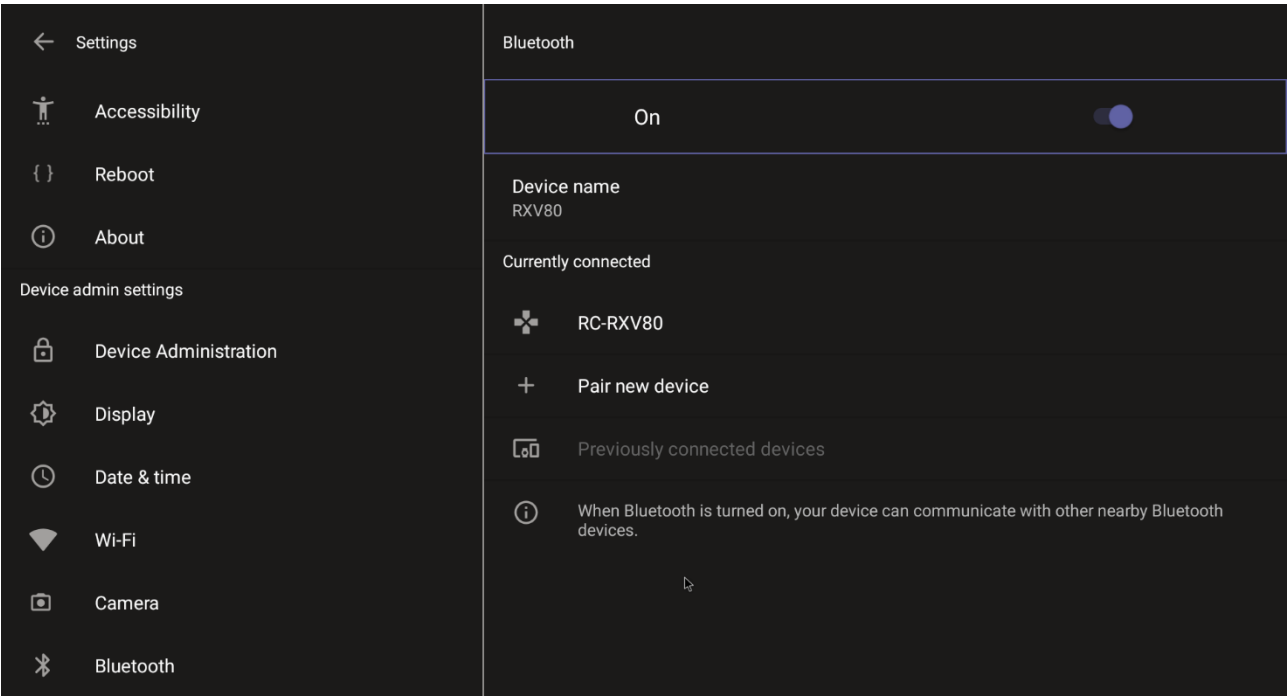 Settings
Accessibility
Reboot
About
Device admin settings
Device Administration
Display
Date & time
Wi-Fi
Camera
Bluetooth
Bluetooth
On
Device name
RXV80
Currently connected
RC-RXV80
Pair new device
Previously connected devices
When Bluetooth is turned on, your device can communicate with other nearby Bluetooth
devices.